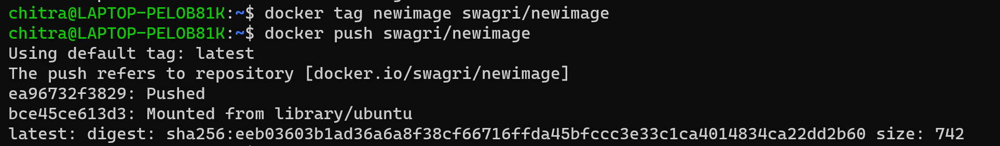 chitra@LAPTOP-PELOB81K:~$ docker tag newimage swagri/newimage
chitra@LAPTOP-PELOB81K:~$ docker push swagri/newimage
Using default tag: latest
The push refers to repository [docker.io/swagri/newimage]
ea96732f3829: Pushed
bce45ce613d3: Mounted from library/ubuntu
latest: digest: sha256:eeb03603b1ad36a6a8f38cf66716ffda45bfccc3e33c1ca4014834ca22dd2b60 size: 742